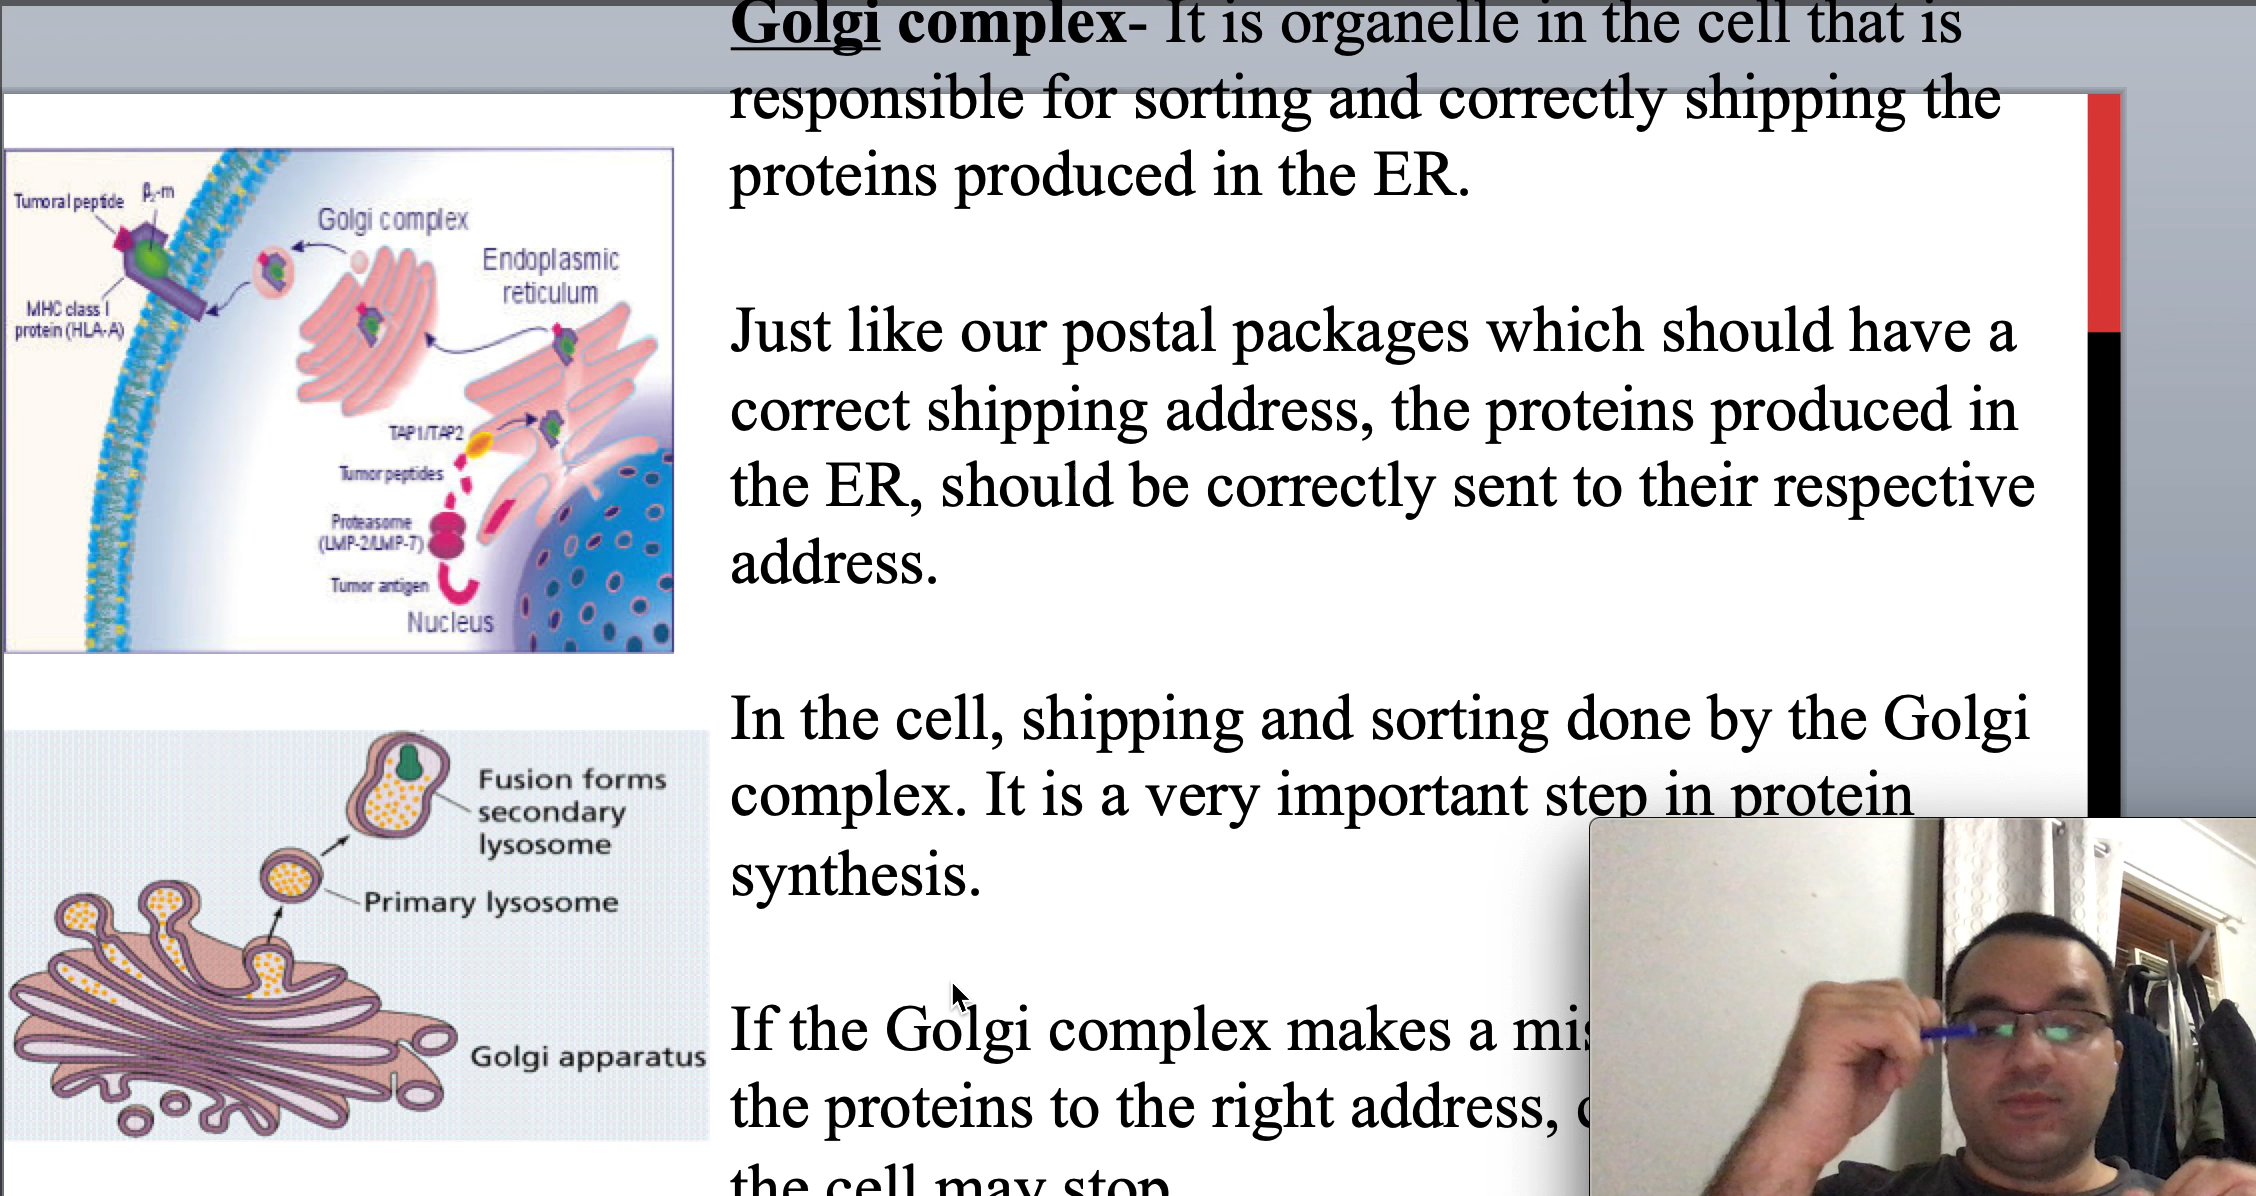 Golgi complex- It is organelle in the cell that is
responsible for sorting and correctly shipping the
proteins produced in the ER.
Just like our postal packages which should have a
correct shipping address, the proteins produced in
the ER, should be correctly sent to their respective
address.
In the cell, shipping and sorting done by the Golgi
complex. It is a very important step in protein
synthesis.
If the Golgi complex makes a mis
the proteins to the right address,
the cell may stop
Tumoral peptide
β₂-m
Golgi complex
Endoplasmic
reticulum
MHC class I
protein (HLA-A)
TAP1/TAP2
Tumor peptides
Proteasome
(LMP-2/LMP-7)
Tumor antigen
Nucleus
Fusion forms
secondary
lysosome
Primary lysosome
Golgi apparatus